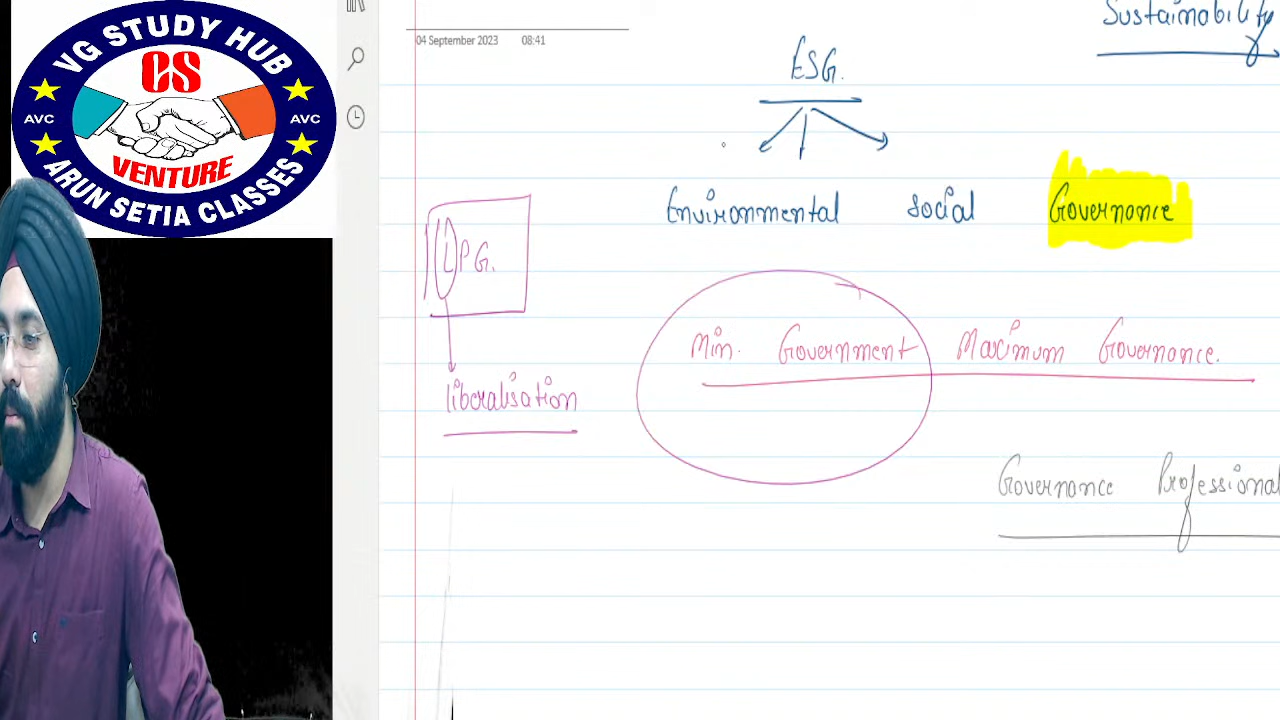 VG STUDY HUB
CS
AVC
AVC
VENTURE
ARUN SETIA CLASSES
04 September 2023 08:41
Sustainability
ESG.
Environmental Social Governance
LPG.
Min. Government Maximum Governance.
liberalisation
Governance Professional